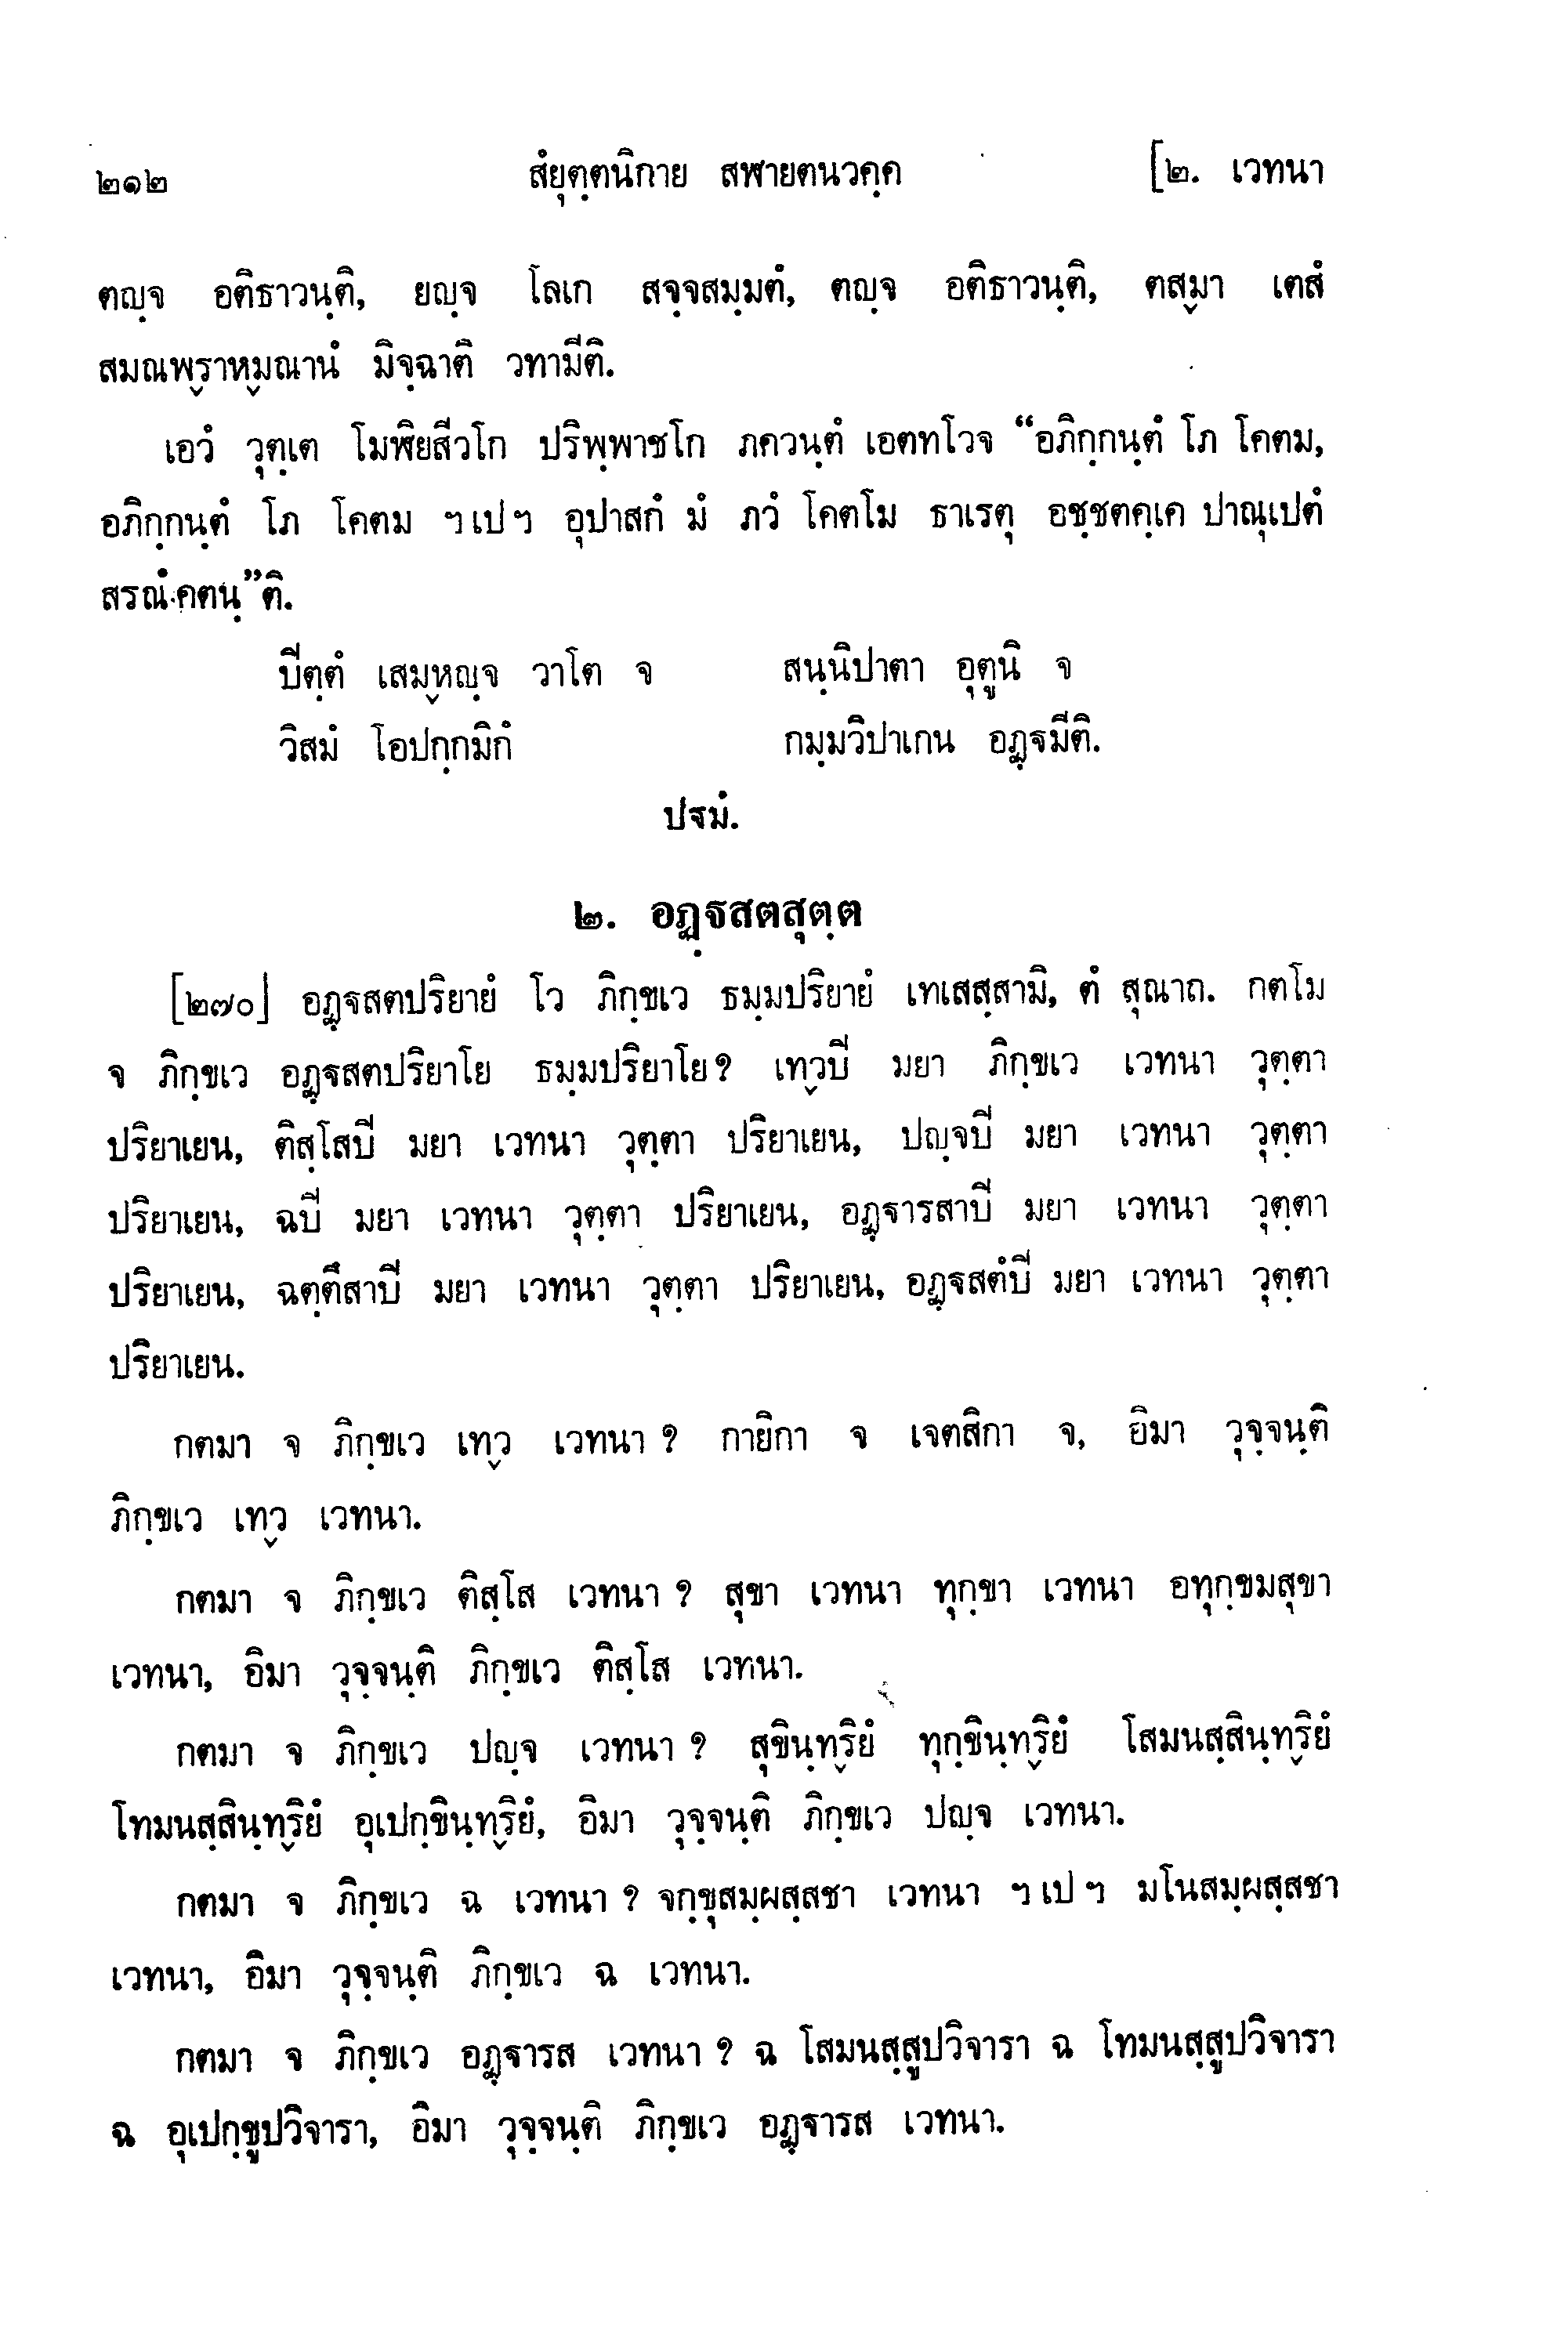 ๒๑๒ สํยุตฺตนิกาย สฬายตนวคฺค [๒. เวทนา
ตญฺจ อติธาวนฺติ, ยญฺจ โลเก สจฺจสมฺมตํ, ตญฺจ อติธาวนฺติ, ตสฺมา เตสํ
สมณพฺราหฺมณานํ มิจฺฉาติ วทามีติ.
เอวํ วุตฺเต โมฬิยสีวโก ปริพฺพาชโก ภควนฺตํ เอตทโวจ “อภิกฺกนฺตํ โภ โคตม,
อภิกฺกนฺตํ โภ โคตม ฯ เป ฯ อุปาสกํ มํ ภวํ โคตโม ธาเรตุ อชฺชตคฺเค ปาณุเปตํ
สรณํ คตนฺ”ติ.
ปิตฺตํ เสมฺหญฺจ วาโต จ สนฺนิปาตา อุตูนิ จ
วิสมํ โอปกฺกมิกํ กมฺมวิปาเกน อฏฺฐมีติ.
ปฐมํ.
๒. อฏฺฐสตสุตฺต
[๒๗๐] อฏฺฐสตปริยายํ โว ภิกฺขเว ธมฺมปริยายํ เทเสสฺสามิ, ตํ สุณาถ. กตโม
จ ภิกฺขเว อฏฺฐสตปริยาโย ธมฺมปริยาโย ? เทฺวปิ มยา ภิกฺขเว เวทนา วุตฺตา
ปริยาเยน, ติสฺโสปิ มยา เวทนา วุตฺตา ปริยาเยน, ปญฺจปิ มยา เวทนา วุตฺตา
ปริยาเยน, ฉปิ มยา เวทนา วุตฺตา ปริยาเยน, อฏฺฐารสาปิ มยา เวทนา วุตฺตา
ปริยาเยน, ฉตฺตึสาปิ มยา เวทนา วุตฺตา ปริยาเยน, อฏฺฐสตํปิ มยา เวทนา วุตฺตา
ปริยาเยน.
กตมา จ ภิกฺขเว เทฺว เวทนา ? กายิกา จ เจตสิกา จ, อิมา วุจฺจนฺติ
ภิกฺขเว เทฺว เวทนา.
กตมา จ ภิกฺขเว ติสฺโส เวทนา ? สุขา เวทนา ทุกฺขา เวทนา อทุกฺขมสุขา
เวทนา, อิมา วุจฺจนฺติ ภิกฺขเว ติสฺโส เวทนา.
กตมา จ ภิกฺขเว ปญฺจ เวทนา ? สุขินฺทฺริยํ ทุกฺขินฺทฺริยํ โสมนสฺสินฺทฺริยํ
โทมนสฺสินฺทฺริยํ อุเปกฺขินฺทฺริยํ, อิมา วุจฺจนฺติ ภิกฺขเว ปญฺจ เวทนา.
กตมา จ ภิกฺขเว ฉ เวทนา ? จกฺขุสมฺผสฺสชา เวทนา ฯ เป ฯ มโนสมฺผสฺสชา
เวทนา, อิมา วุจฺจนฺติ ภิกฺขเว ฉ เวทนา.
กตมา จ ภิกฺขเว อฏฺฐารส เวทนา ? ฉ โสมนสฺสูปวิจารา ฉ โทมนสฺสูปวิจารา
ฉ อุเปกฺขูปวิจารา, อิมา วุจฺจนฺติ ภิกฺขเว อฏฺฐารส เวทนา.